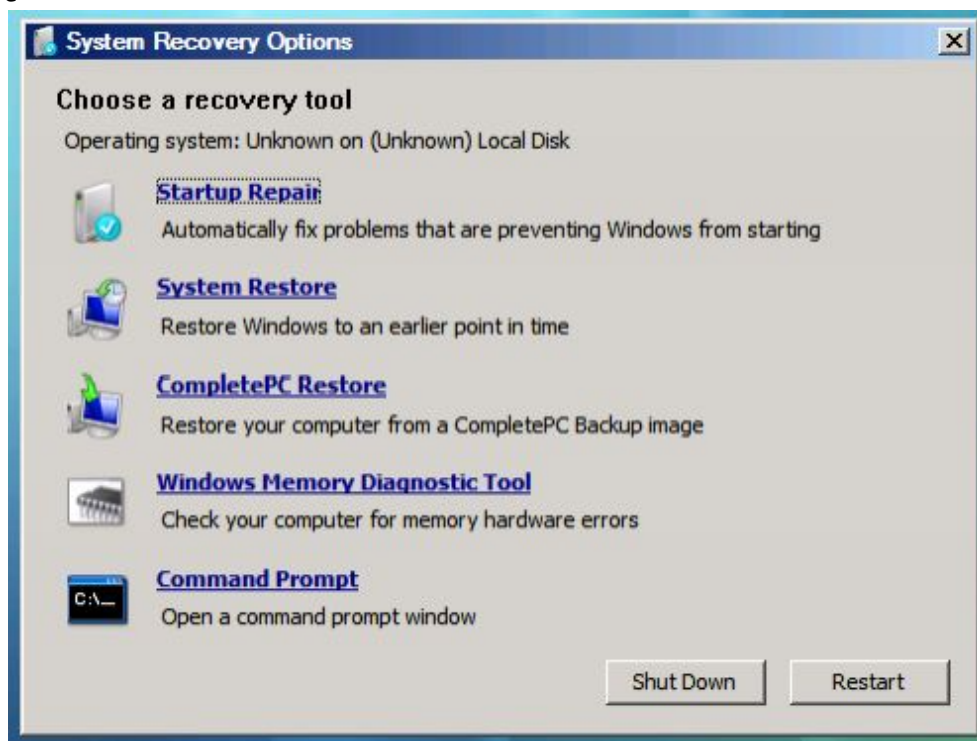 System Recovery Options
Choose a recovery tool
Operating system: Unknown on (Unknown) Local Disk
Startup Repair
Automatically fix problems that are preventing Windows from starting
System Restore
Restore Windows to an earlier point in time
CompletePC Restore
Restore your computer from a CompletePC Backup image
Windows Memory Diagnostic Tool
Check your computer for memory hardware errors
C:\_
Command Prompt
Open a command prompt window
Shut Down Restart